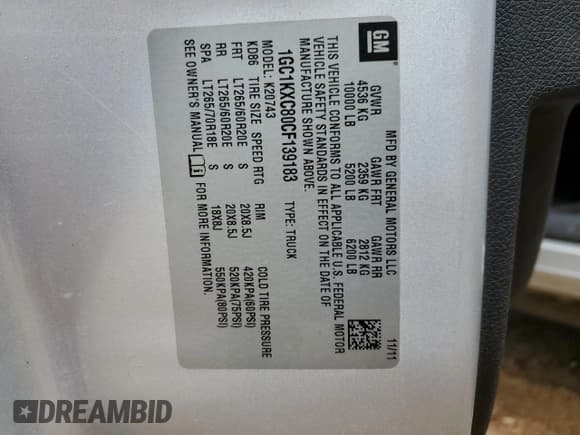 GM
MFD BY GENERAL MOTORS LLC 11/11
GVWR GAWR FRT GAWR RR
4536 KG 2359 KG 2812 KG
10000 LB 5200 LB 6200 LB
THIS VEHICLE CONFORMS TO ALL APPLICABLE U.S. FEDERAL MOTOR
VEHICLE SAFETY STANDARDS IN EFFECT ON THE DATE OF
MANUFACTURE SHOWN ABOVE.
1GC1KXC80CF139183 TYPE: TRUCK
MODEL: K20743
KD86 TIRE SIZE SPEED RTG RIM COLD TIRE PRESSURE
FRT LT265/60R20E S 20X8.5J 420KPA(60PSI)
RR LT265/60R20E S 20X8.5J 520KPA(75PSI)
SPA LT265/70R18E S 18X8J 550KPA(80PSI)
SEE OWNER'S MANUAL FOR MORE INFORMATION.
DREAMBID